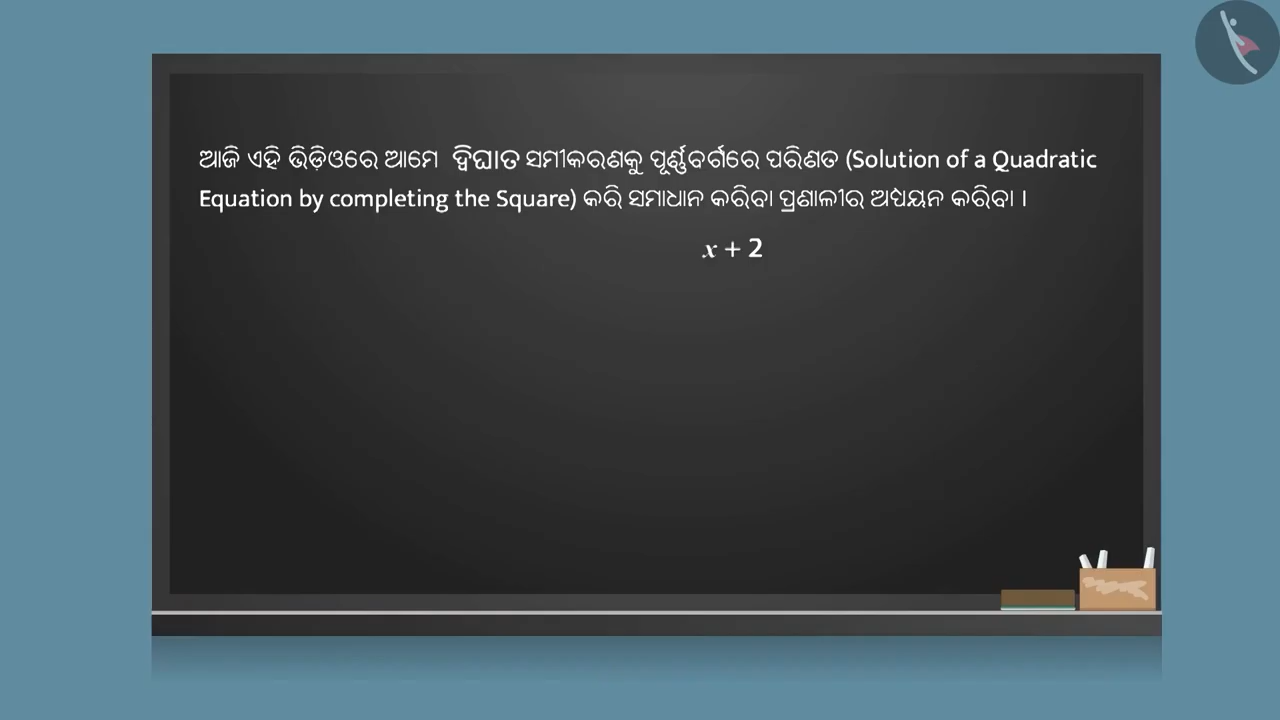 ଆଜି ଏହି ଭିଡ଼ିଓରେ ଆମେ ଦ୍ଵିଘାତ ସମୀକରଣକୁ ପୂର୍ଣ୍ଣବର୍ଗରେ ପରିଣତ (Solution of a Quadratic
Equation by completing the Square) କରି ସମାଧାନ କରିବା ପ୍ରଣାଳୀର ଅଧ୍ୟୟନ କରିବା ।
x + 2